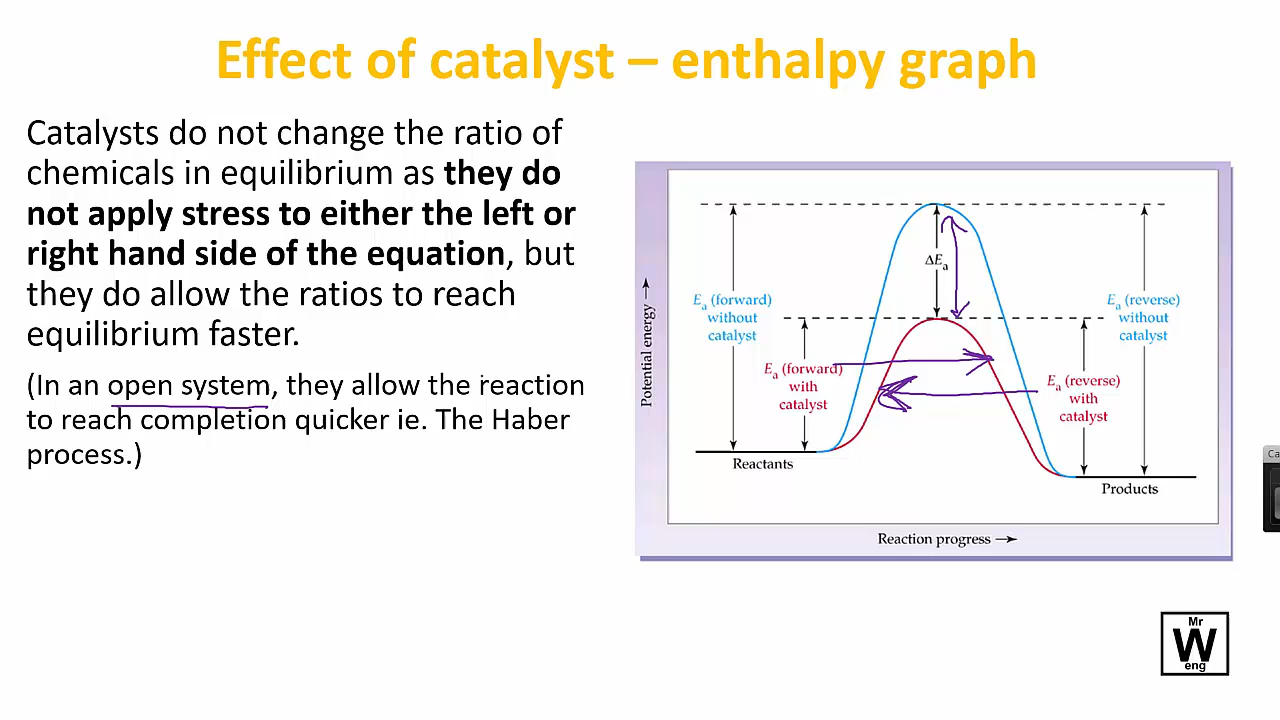 Effect of catalyst – enthalpy graph
Catalysts do not change the ratio of
chemicals in equilibrium as they do
not apply stress to either the left or
right hand side of the equation, but
they do allow the ratios to reach
equilibrium faster.
(In an open system, they allow the reaction
to reach completion quicker ie. The Haber
process.)
Potential energy
ΔEa
Ea (forward)
without
catalyst
Ea (reverse)
without
catalyst
Ea (forward)
with
catalyst
Ea (reverse)
with
catalyst
Reactants
Products
Reaction progress
Ca
Mr
W
eng